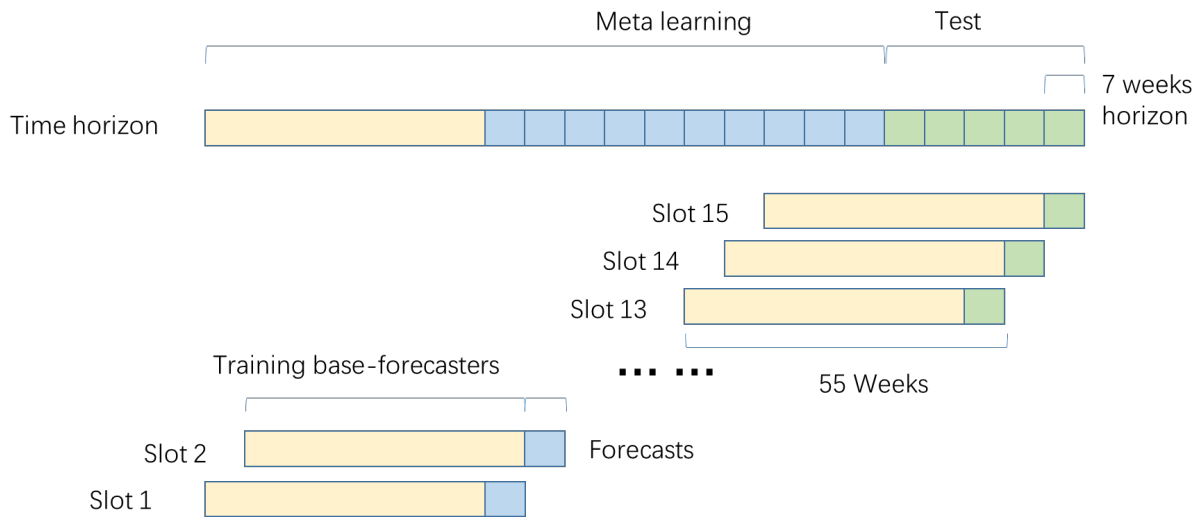 Meta learning
Test
7 weeks
horizon
Time horizon
Slot 15
Slot 14
Slot 13
Training base-forecasters
... ...
55 Weeks
Slot 2
Forecasts
Slot 1